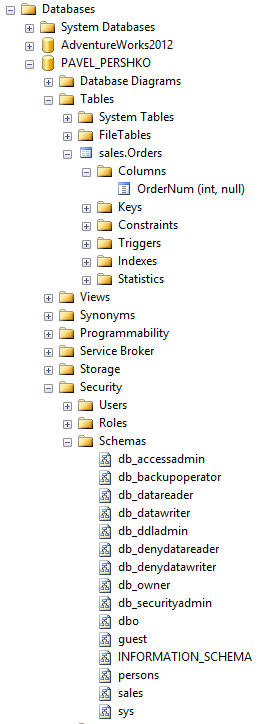 Databases
System Databases
AdventureWorks2012
PAVEL_PERSHKO
Database Diagrams
Tables
System Tables
FileTables
sales.Orders
Columns
OrderNum (int, null)
Keys
Constraints
Triggers
Indexes
Statistics
Views
Synonyms
Programmability
Service Broker
Storage
Security
Users
Roles
Schemas
db_accessadmin
db_backupoperator
db_datareader
db_datawriter
db_ddladmin
db_denydatareader
db_denydatawriter
db_owner
db_securityadmin
dbo
guest
INFORMATION_SCHEMA
persons
sales
sys